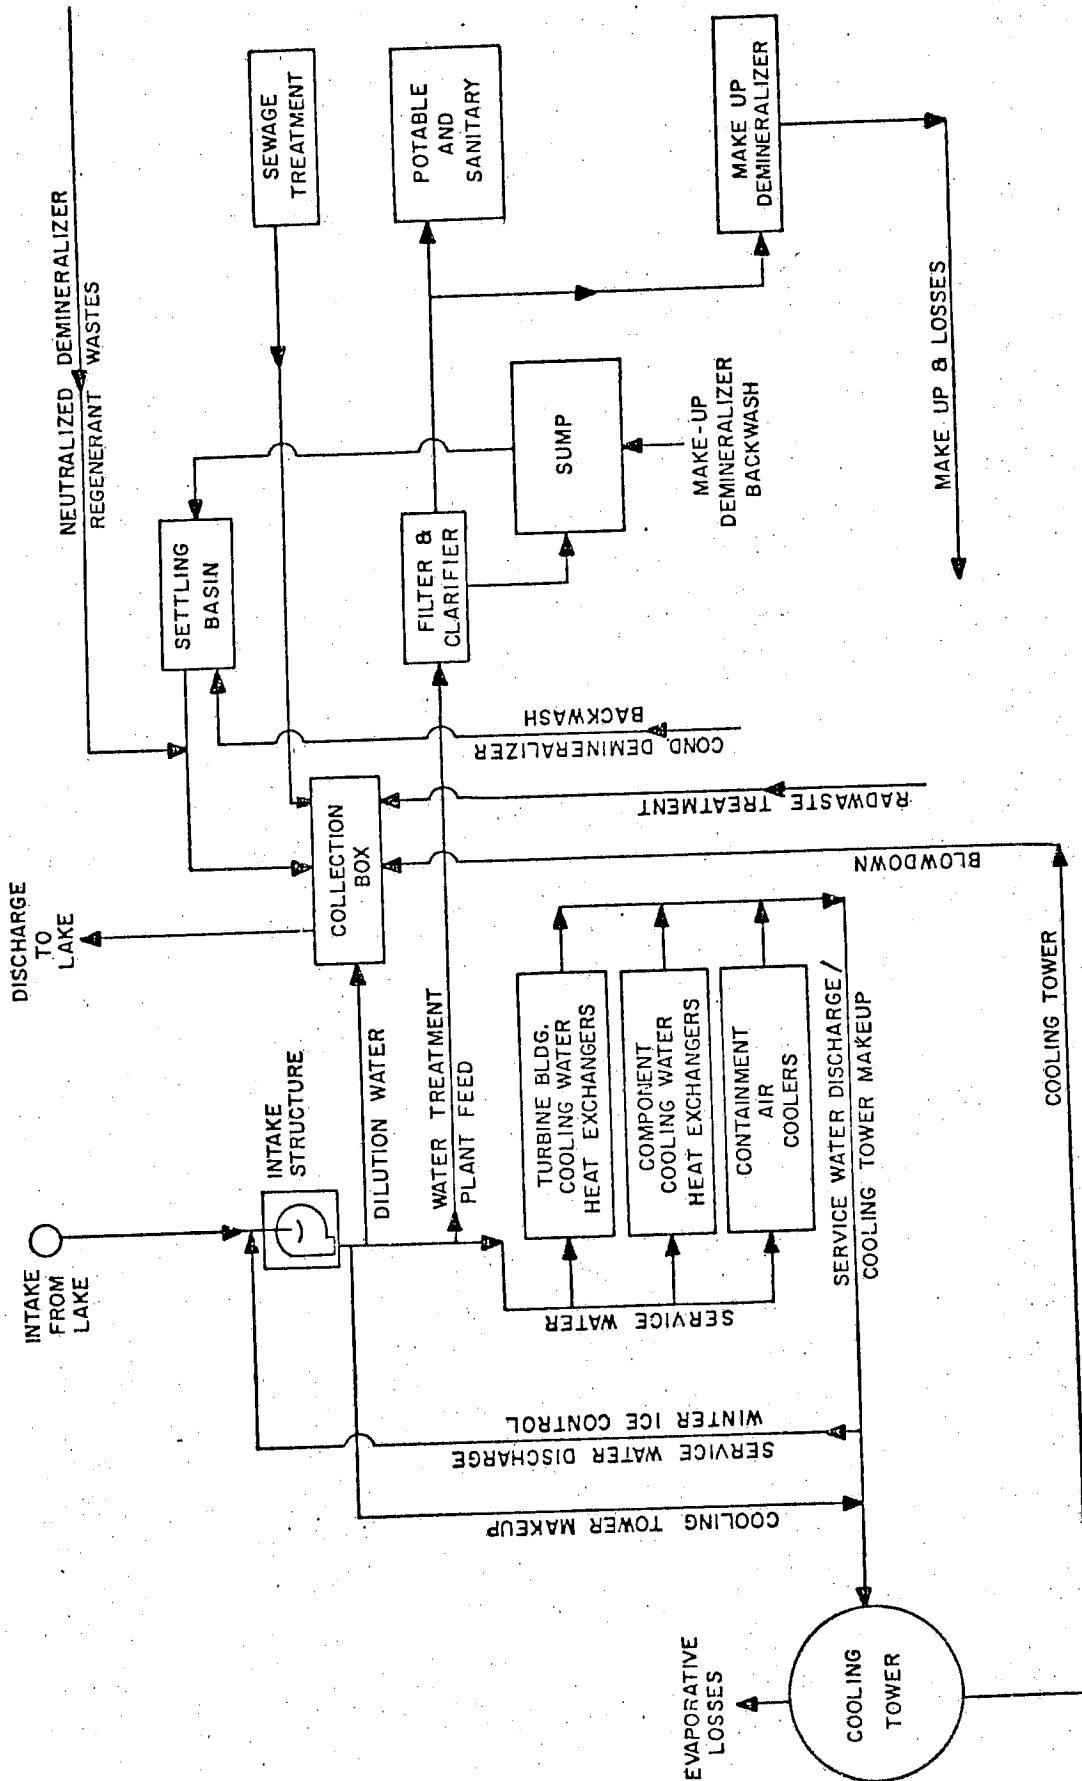 INTAKE
FROM
LAKE
INTAKE
STRUCTURE
DISCHARGE
TO
LAKE
NEUTRALIZED DEMINERALIZER
REGENERANT WASTES
SETTLING
BASIN
SEWAGE
TREATMENT
DILUTION WATER
COLLECTION
BOX
WATER TREATMENT
PLANT FEED
FILTER &
CLARIFIER
POTABLE
AND
SANITARY
SUMP
MAKE-UP
DEMINERALIZER
BACKWASH
MAKE UP
DEMINERALIZER
MAKE UP & LOSSES
COND. DEMINERALIZER
BACKWASH
RADWASTE TREATMENT
BLOWDOWN
COOLING TOWER
SERVICE WATER
TURBINE BLDG.
COOLING WATER
HEAT EXCHANGERS
COMPONENT
COOLING WATER
HEAT EXCHANGERS
CONTAINMENT
AIR
COOLERS
SERVICE WATER DISCHARGE/
COOLING TOWER MAKEUP
SERVICE WATER DISCHARGE
WINTER ICE CONTROL
COOLING TOWER MAKEUP
EVAPORATIVE
LOSSES
COOLING
TOWER